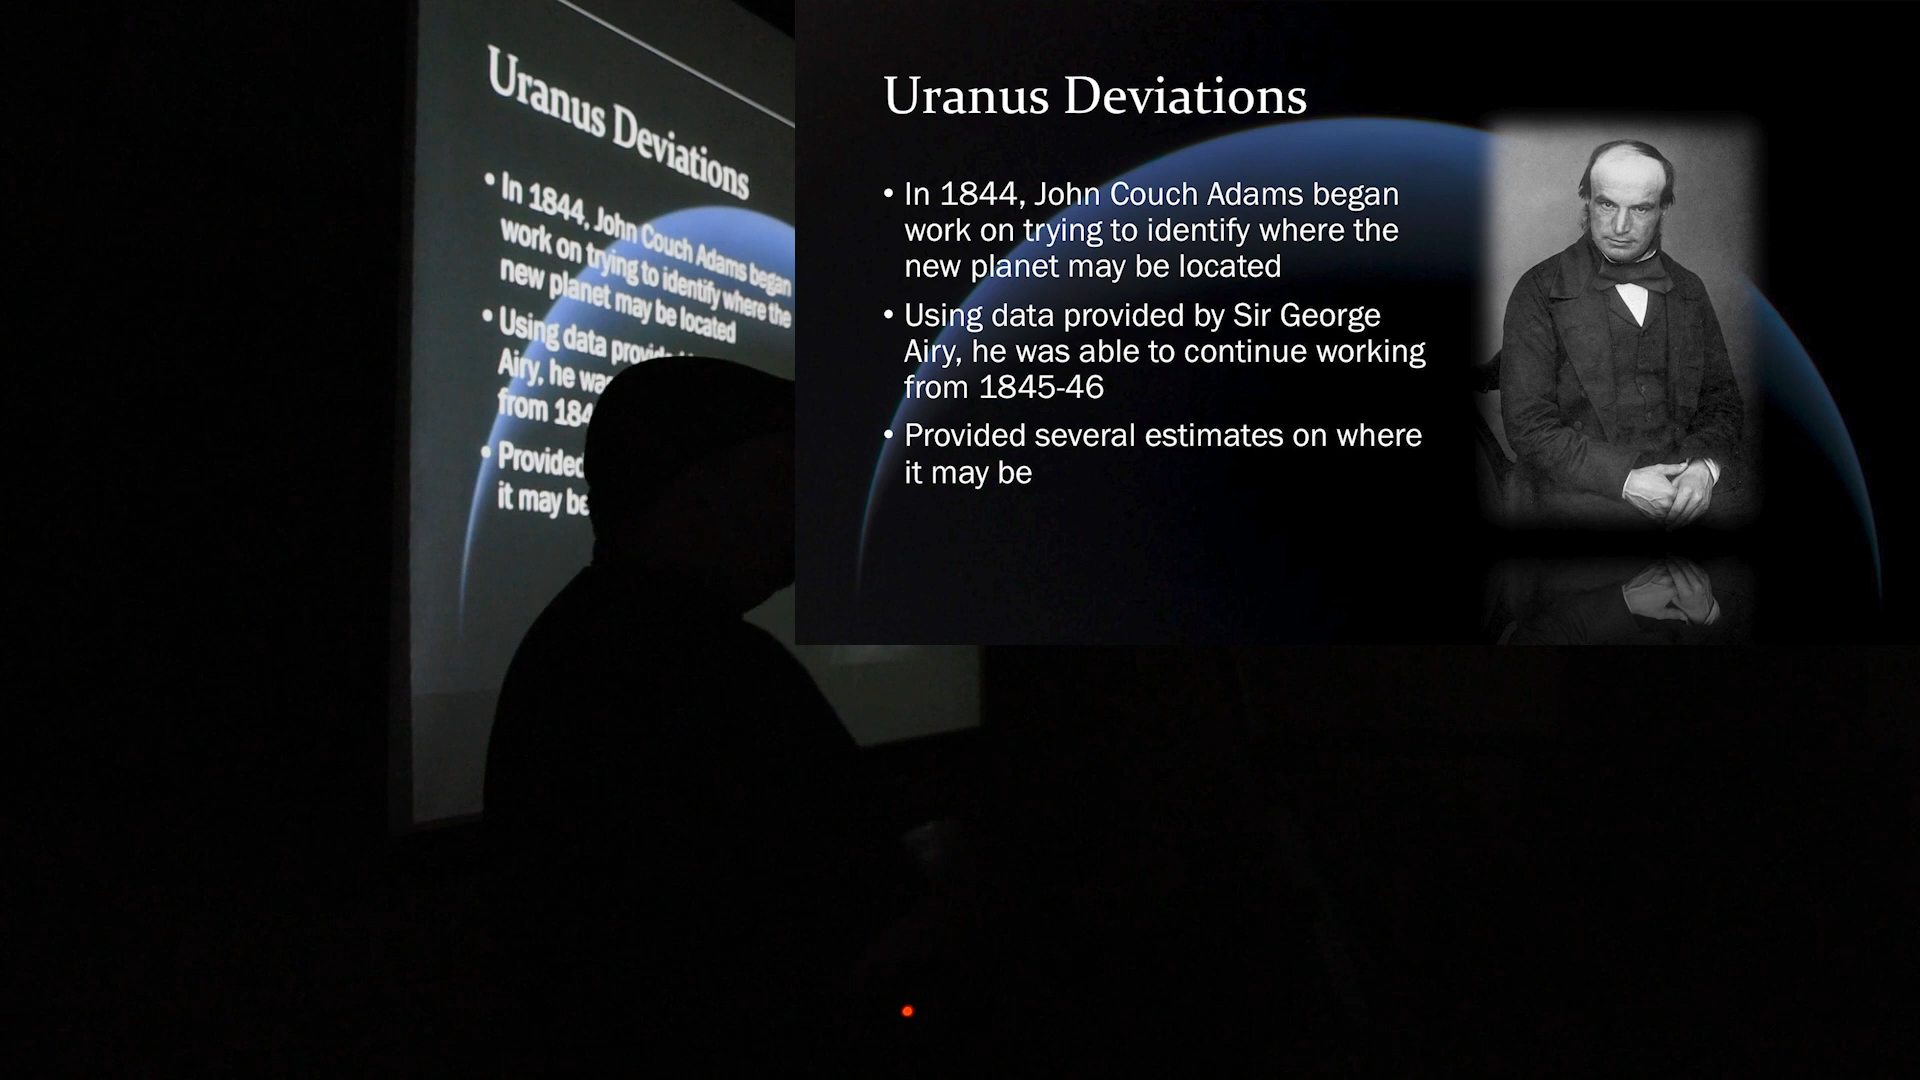 Uranus Deviations
• In 1844, John Couch Adams began
work on trying to identify where the
new planet may be located
• Using data provid
Airy, he was
from 184
• Provided
it may be
Uranus Deviations
• In 1844, John Couch Adams began
work on trying to identify where the
new planet may be located
• Using data provided by Sir George
Airy, he was able to continue working
from 1845-46
• Provided several estimates on where
it may be